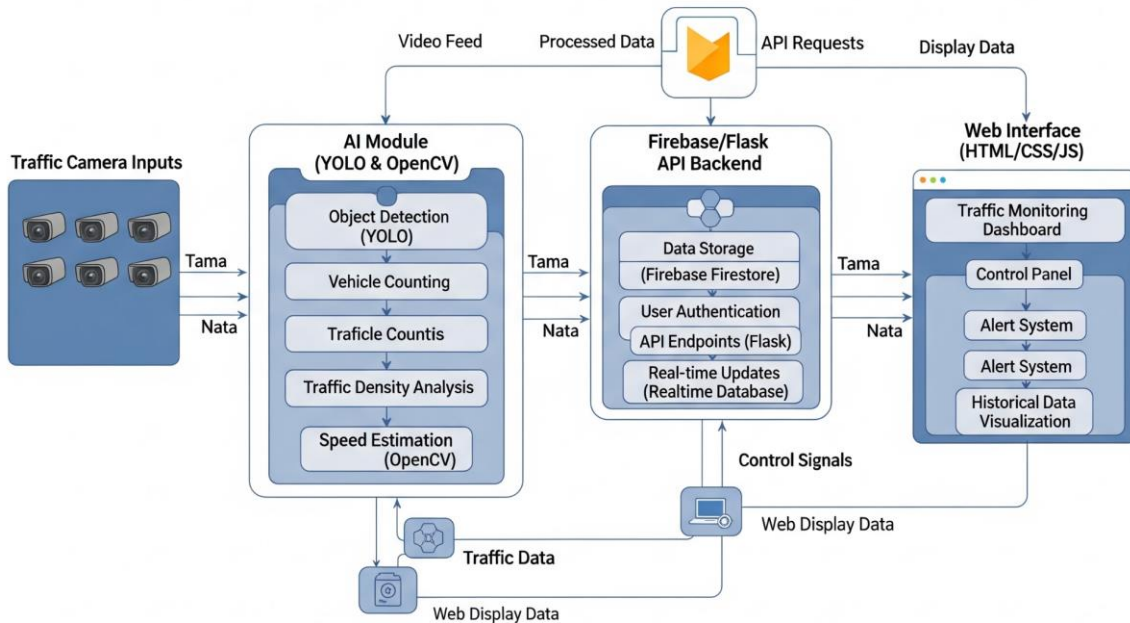 Video Feed
Processed Data
API Requests
Display Data
Traffic Camera Inputs
AI Module
(YOLO & OpenCV)
Firebase/Flask
API Backend
Web Interface
(HTML/CSS/JS)
Object Detection
(YOLO)
Vehicle Counting
Traficle Countis
Traffic Density Analysis
Speed Estimation
(OpenCV)
Tama
Nata
Tama
Nata
Data Storage
(Firebase Firestore)
User Authentication
API Endpoints (Flask)
Real-time Updates
(Realtime Database)
Tama
Nata
Traffic Monitoring
Dashboard
Control Panel
Alert System
Alert System
Historical Data
Visualization
Control Signals
Web Display Data
Traffic Data
Web Display Data